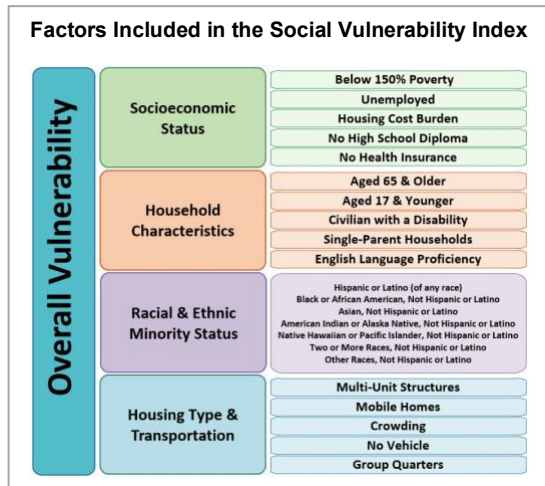 Factors Included in the Social Vulnerability Index
Overall Vulnerability
Socioeconomic
Status
Below 150% Poverty
Unemployed
Housing Cost Burden
No High School Diploma
No Health Insurance
Household
Characteristics
Aged 65 & Older
Aged 17 & Younger
Civilian with a Disability
Single-Parent Households
English Language Proficiency
Racial & Ethnic
Minority Status
Hispanic or Latino (of any race)
Black or African American, Not Hispanic or Latino
Asian, Not Hispanic or Latino
American Indian or Alaska Native, Not Hispanic or Latino
Native Hawaiian or Pacific Islander, Not Hispanic or Latino
Two or More Races, Not Hispanic or Latino
Other Races, Not Hispanic or Latino
Housing Type &
Transportation
Multi-Unit Structures
Mobile Homes
Crowding
No Vehicle
Group Quarters